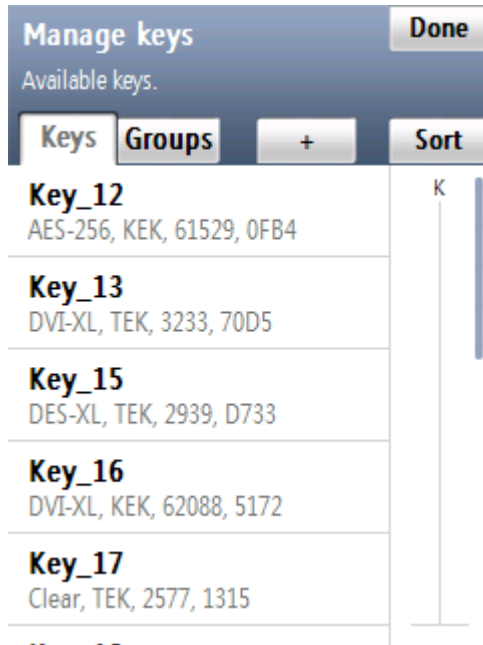 Manage keys
Done
Available keys.
Keys
Groups
+
Sort
K
Key_12
AES-256, KEK, 61529, 0FB4
Key_13
DVI-XL, TEK, 3233, 70D5
Key_15
DES-XL, TEK, 2939, D733
Key_16
DVI-XL, KEK, 62088, 5172
Key_17
Clear, TEK, 2577, 1315